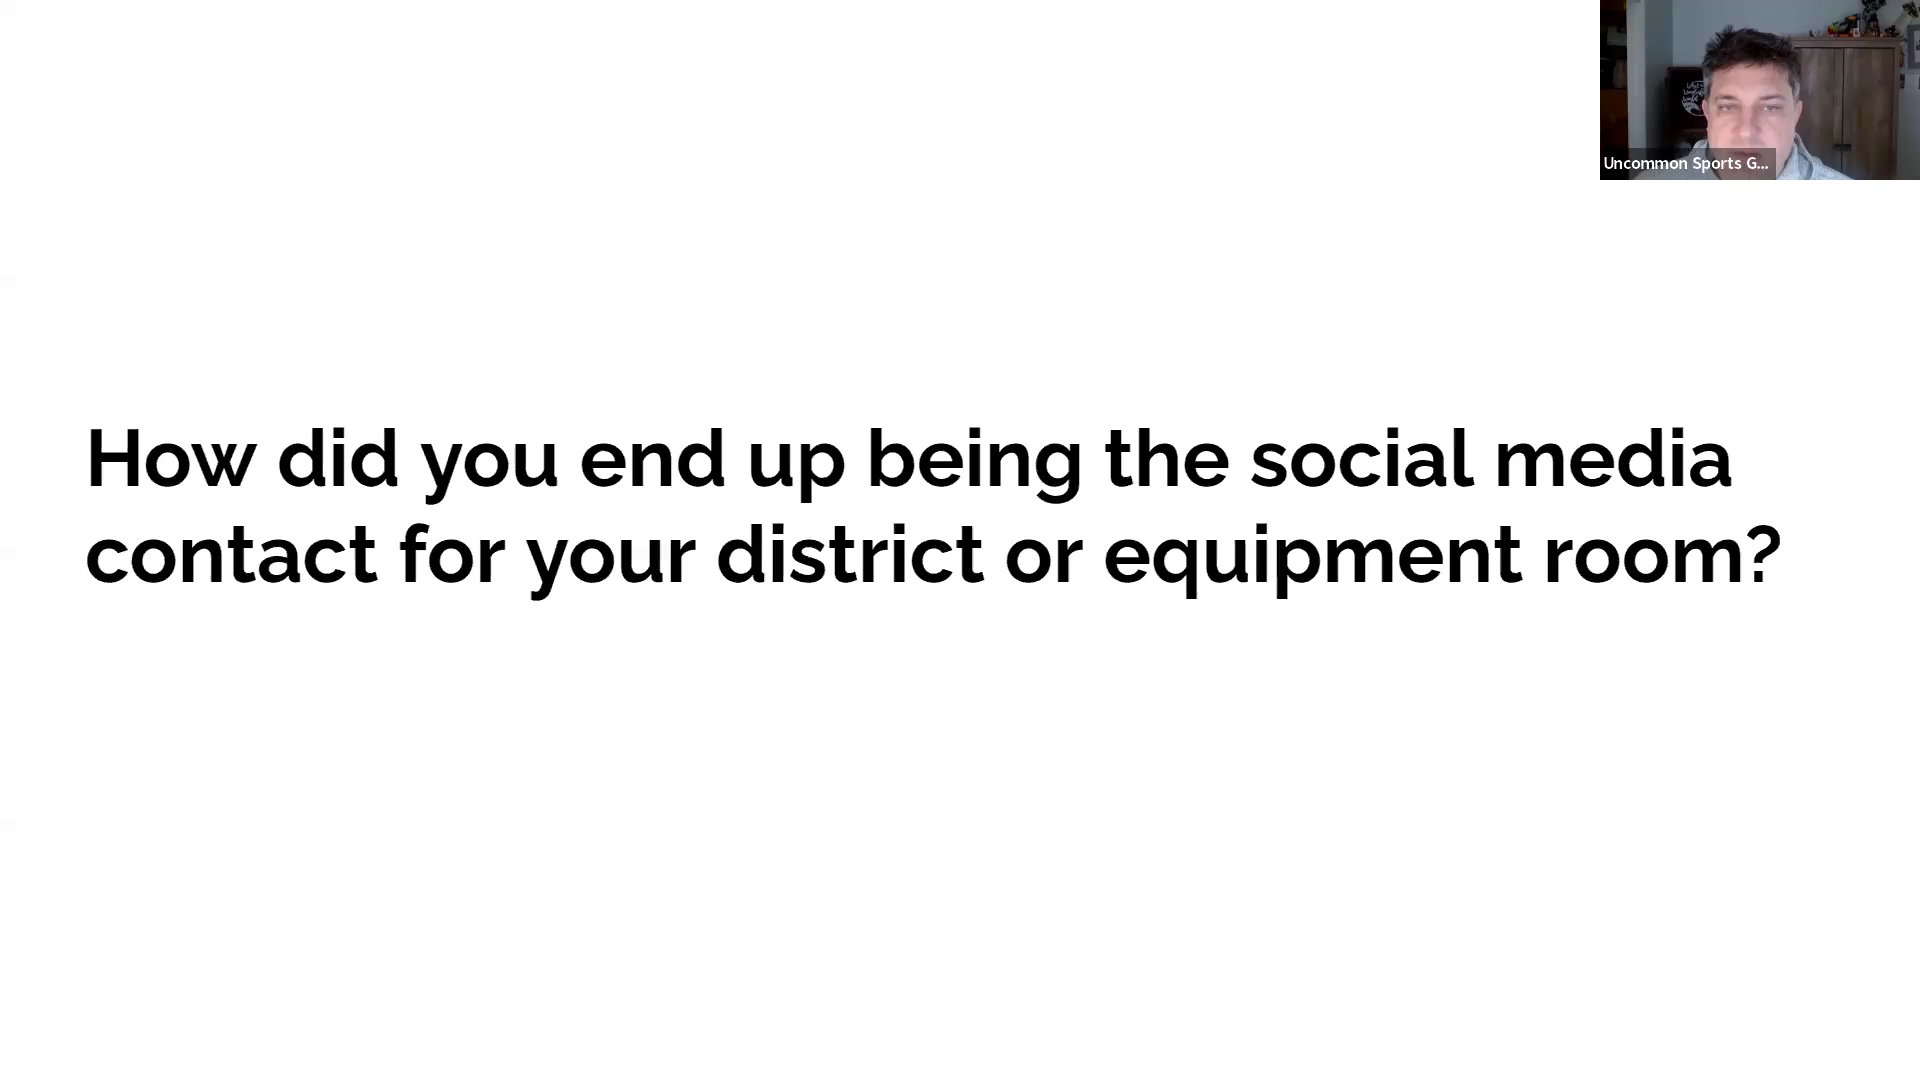 Uncommon Sports G...
How did you end up being the social media
contact for your district or equipment room?